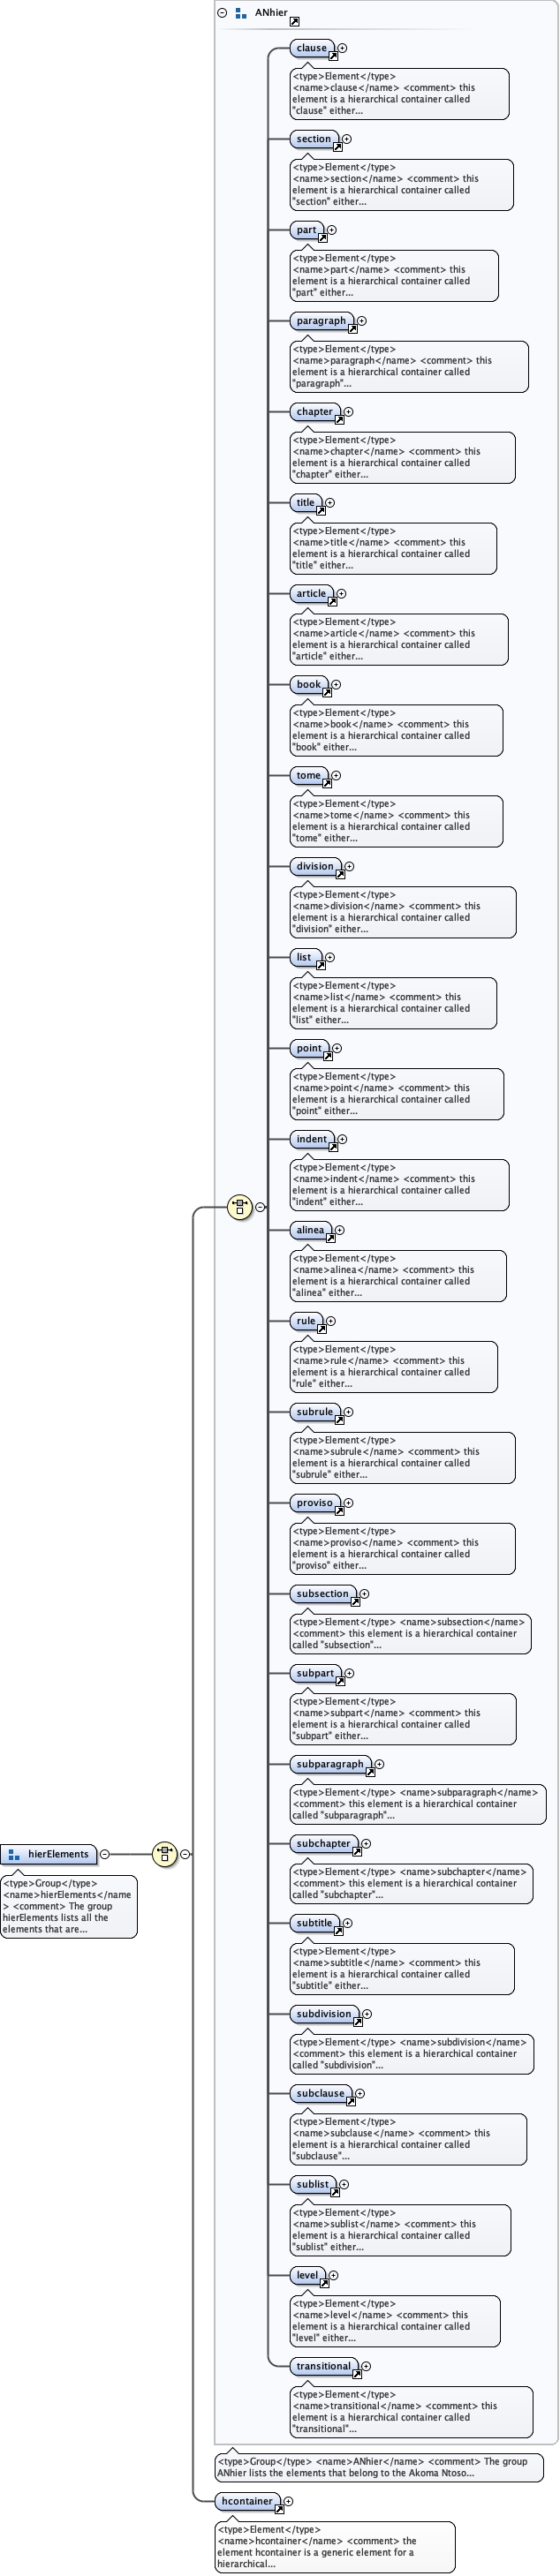 ANhier
clause
<type>Element</type>
<name>clause</name> <comment> this
element is a hierarchical container called
"clause" either...
section
<type>Element</type>
<name>section</name> <comment> this
element is a hierarchical container called
"section" either...
part
<type>Element</type>
<name>part</name> <comment> this
element is a hierarchical container called
"part" either...
paragraph
<type>Element</type>
<name>paragraph</name> <comment> this
element is a hierarchical container called
"paragraph"...
chapter
<type>Element</type>
<name>chapter</name> <comment> this
element is a hierarchical container called
"chapter" either...
title
<type>Element</type>
<name>title</name> <comment> this
element is a hierarchical container called
"title" either...
article
<type>Element</type>
<name>article</name> <comment> this
element is a hierarchical container called
"article" either...
book
<type>Element</type>
<name>book</name> <comment> this
element is a hierarchical container called
"book" either...
tome
<type>Element</type>
<name>tome</name> <comment> this
element is a hierarchical container called
"tome" either...
division
<type>Element</type>
<name>division</name> <comment> this
element is a hierarchical container called
"division" either...
list
<type>Element</type>
<name>list</name> <comment> this
element is a hierarchical container called
"list" either...
point
<type>Element</type>
<name>point</name> <comment> this
element is a hierarchical container called
"point" either...
indent
<type>Element</type>
<name>indent</name> <comment> this
element is a hierarchical container called
"indent" either...
alinea
<type>Element</type>
<name>alinea</name> <comment> this
element is a hierarchical container called
"alinea" either...
rule
<type>Element</type>
<name>rule</name> <comment> this
element is a hierarchical container called
"rule" either...
subrule
<type>Element</type>
<name>subrule</name> <comment> this
element is a hierarchical container called
"subrule" either...
proviso
<type>Element</type>
<name>proviso</name> <comment> this
element is a hierarchical container called
"proviso" either...
subsection
<type>Element</type> <name>subsection</name>
<comment> this element is a hierarchical container
called "subsection"...
subpart
<type>Element</type>
<name>subpart</name> <comment> this
element is a hierarchical container called
"subpart" either...
subparagraph
<type>Element</type> <name>subparagraph</name>
<comment> this element is a hierarchical container
called "subparagraph"...
subchapter
<type>Element</type> <name>subchapter</name>
<comment> this element is a hierarchical container
called "subchapter"...
hierElements
<type>Group</type>
<name>hierElements</name
> <comment> The group
hierElements lists all the
elements that are...
subtitle
<type>Element</type>
<name>subtitle</name> <comment> this
element is a hierarchical container called
"subtitle" either...
subdivision
<type>Element</type> <name>subdivision</name>
<comment> this element is a hierarchical container
called "subdivision"...
subclause
<type>Element</type>
<name>subclause</name> <comment> this
element is a hierarchical container called
"subclause"...
sublist
<type>Element</type>
<name>sublist</name> <comment> this
element is a hierarchical container called
"sublist" either...
level
<type>Element</type>
<name>level</name> <comment> this
element is a hierarchical container called
"level" either...
transitional
<type>Element</type>
<name>transitional</name> <comment> this
element is a hierarchical container called
"transitional"...
<type>Group</type> <name>ANhier</name> <comment> The group
ANhier lists the elements that belong to the Akoma Ntoso...
hcontainer
<type>Element</type>
<name>hcontainer</name> <comment> the
element hcontainer is a generic element for a
hierarchical...